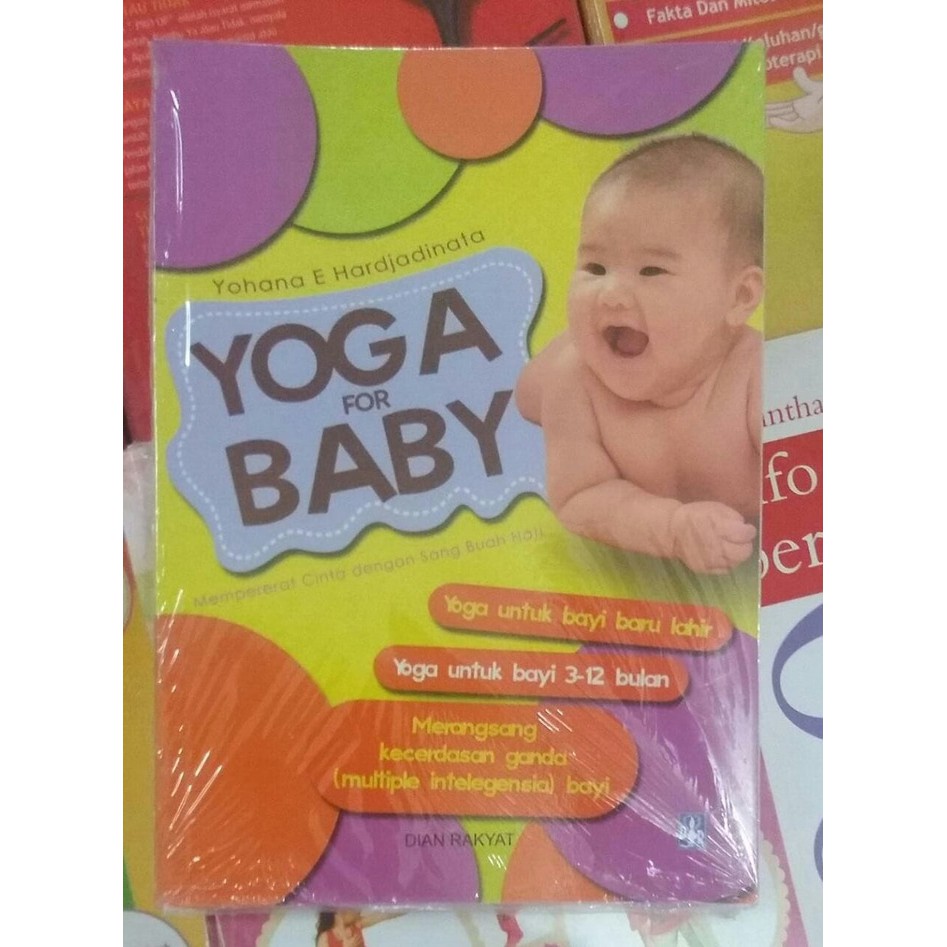 Fakta Dan
Yohana E Hardjadinata
YOGA
FOR
BABY
Mempererat Cinta dengan Sang Buah Hati
Yoga untuk bayi baru lahir
Yoga untuk bayi 3-12 bulan
Merangsang
kecerdasan ganda
(multiple intelegensia) bayi
DIAN RAKYAT